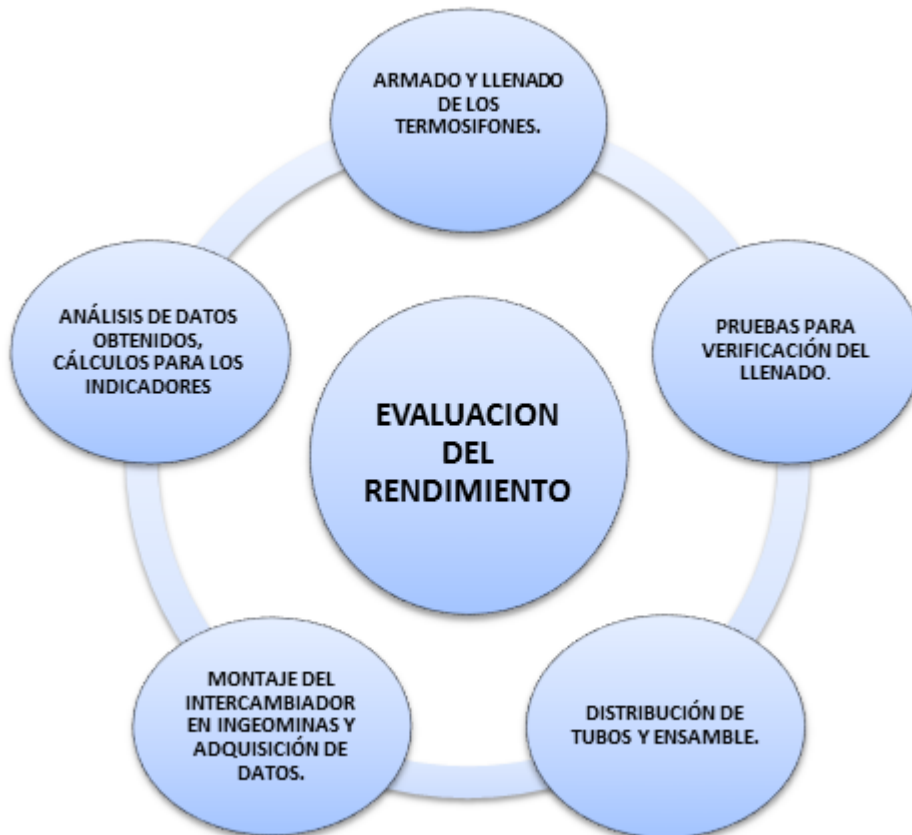 ARMADO Y LLENADO
DE LOS
TERMOSIFONES.
PRUEBAS PARA
VERIFICACIÓN DEL
LLENADO.
DISTRIBUCIÓN DE
TUBOS Y ENSAMBLE.
MONTAJE DEL
INTERCAMBIADOR
EN INGEOMINAS Y
ADQUISICIÓN DE
DATOS.
ANÁLISIS DE DATOS
OBTENIDOS,
CÁLCULOS PARA LOS
INDICADORES
EVALUACION
DEL
RENDIMIENTO